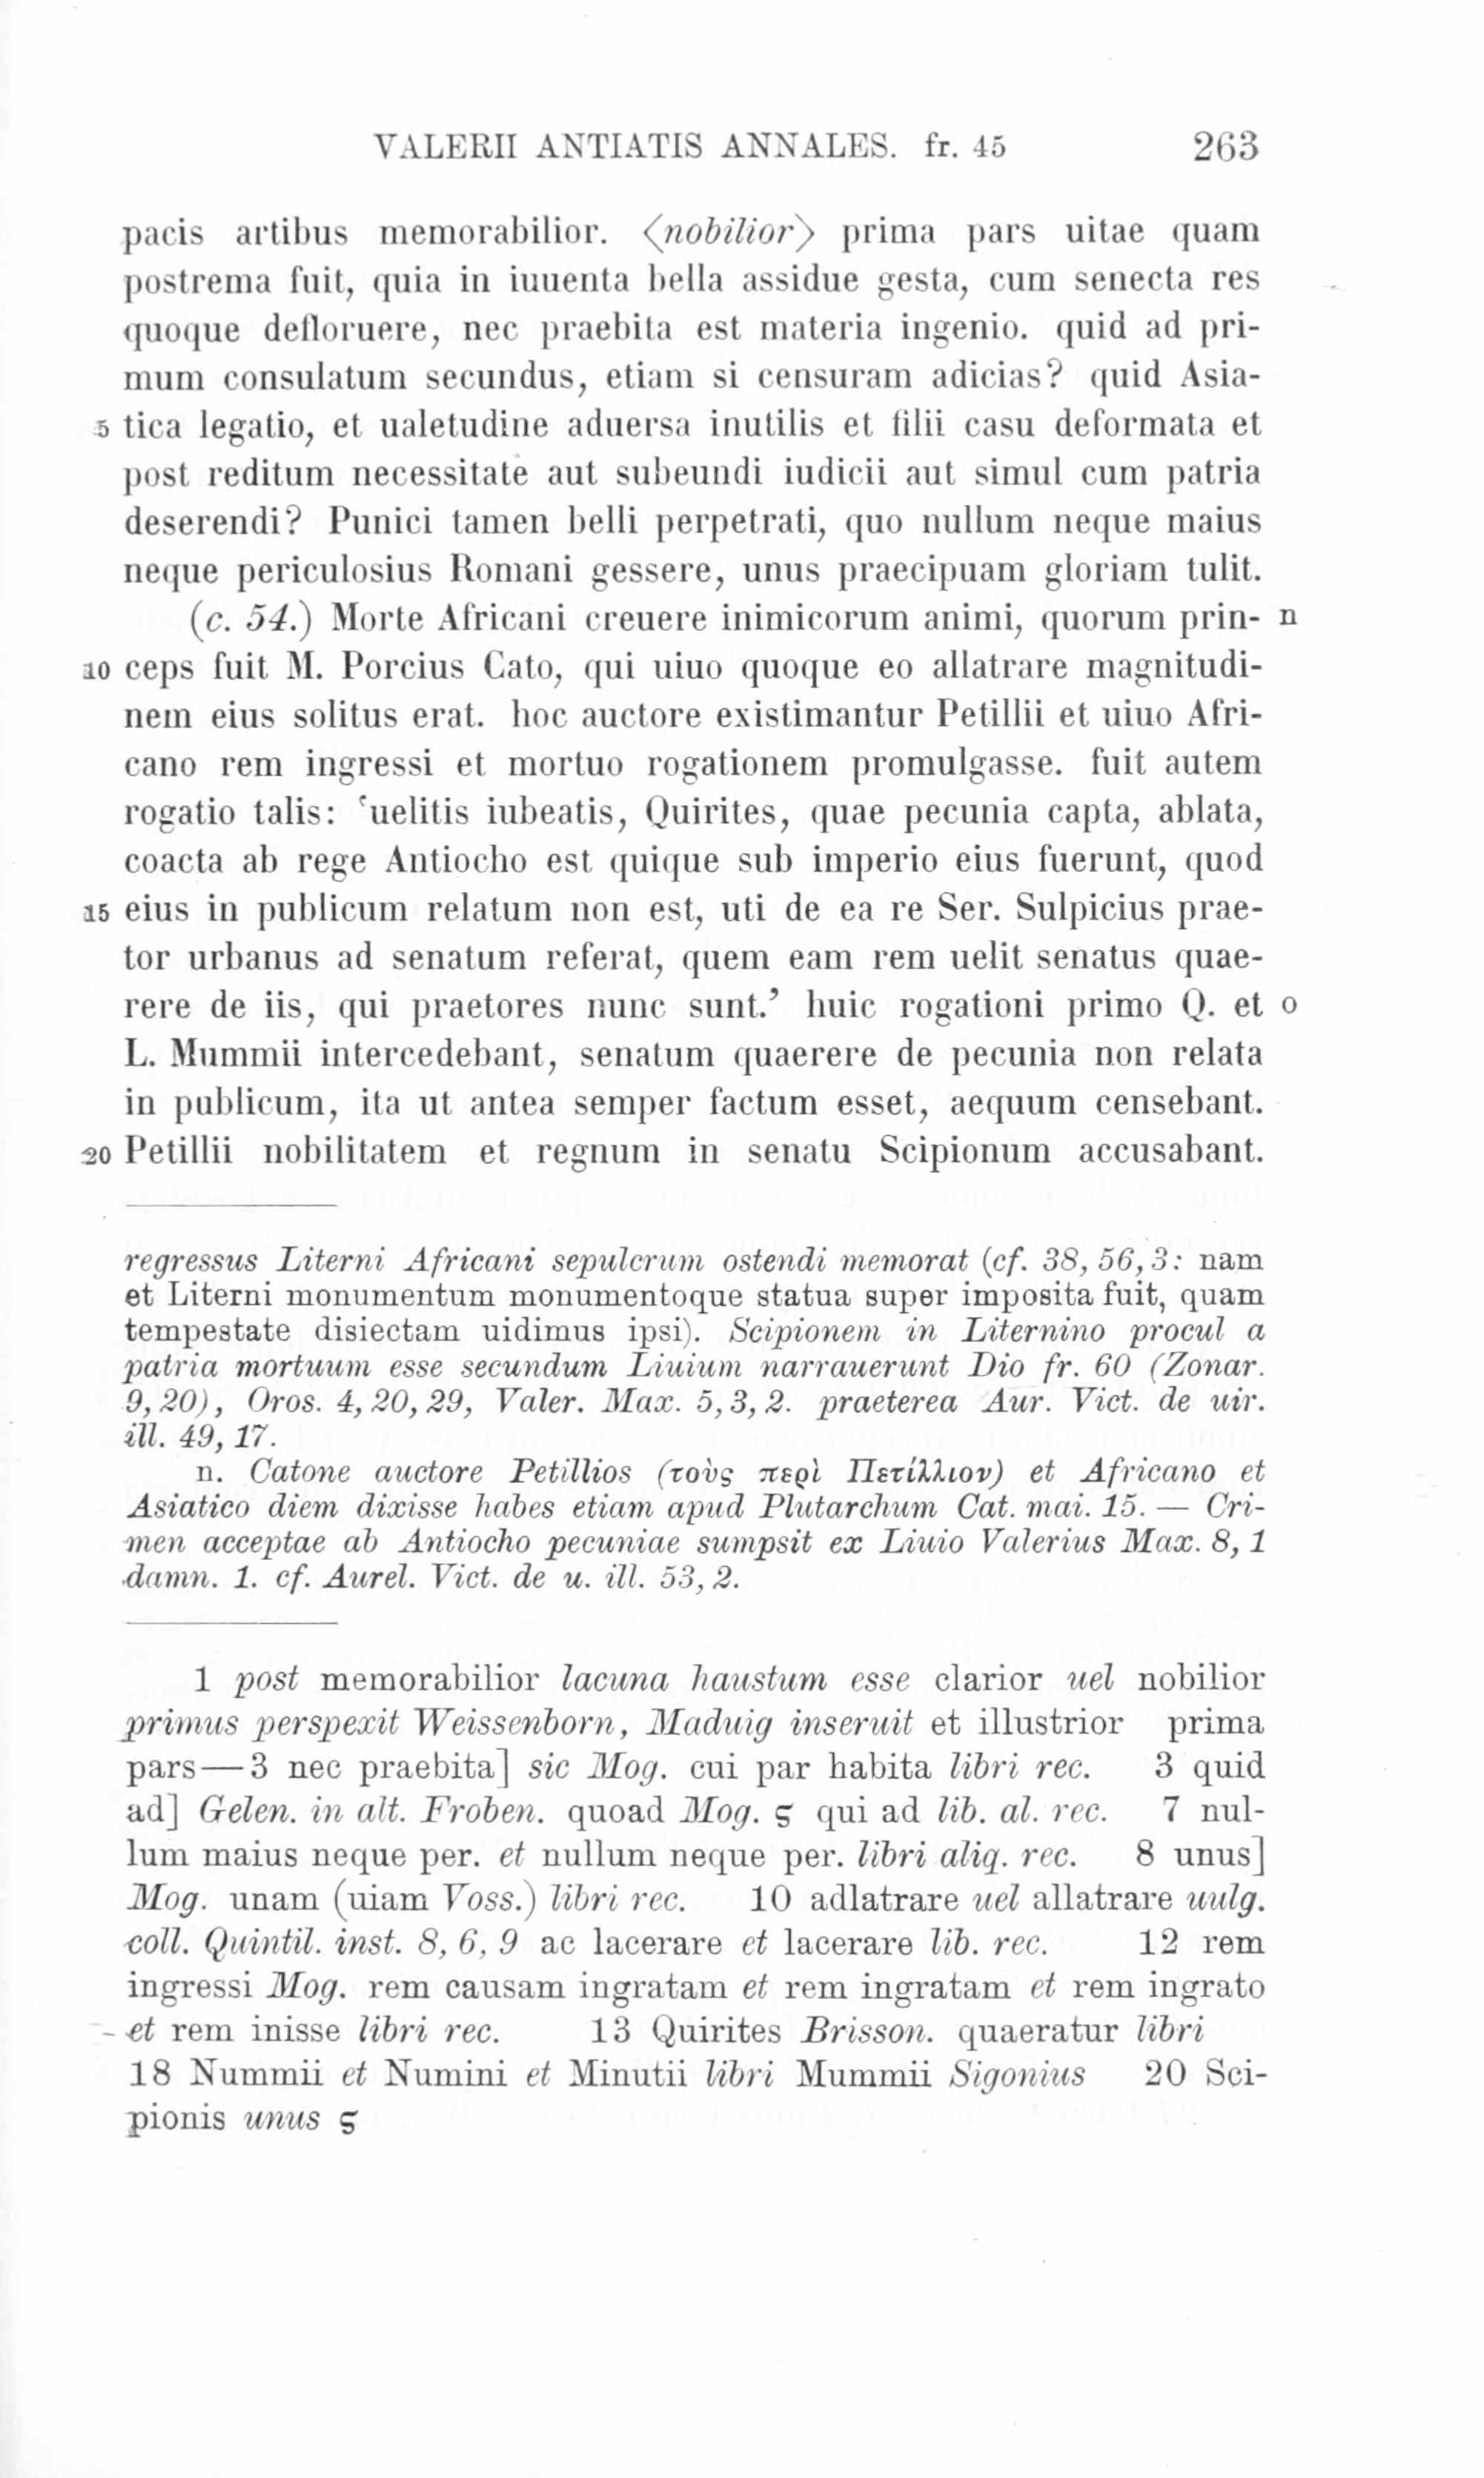 VALERII ANTIATIS ANNALES. fr. 45 263
pacis artibus memorabilior. ⟨nobilior⟩ prima pars uitae quam
postrema fuit, quia in iuuenta bella assidue gesta, cum senecta res
quoque defloruere, nec praebita est materia ingenio. quid ad pri-
mum consulatum secundus, etiam si censuram adicias? quid Asia-
5 tica legatio, et ualetudine aduersa inutilis et filii casu deformata et
post reditum necessitate aut subeundi iudicii aut simul cum patria
deserendi? Punici tamen belli perpetrati, quo nullum neque maius
neque periculosius Romani gessere, unus praecipuam gloriam tulit.
(c. 54.) Morte Africani creuere inimicorum animi, quorum prin- n
10 ceps fuit M. Porcius Cato, qui uiuo quoque eo allatrare magnitudi-
nem eius solitus erat. hoc auctore existimantur Petillii et uiuo Afri-
cano rem ingressi et mortuo rogationem promulgasse. fuit autem
rogatio talis: ‘uelitis iubeatis, Quirites, quae pecunia capta, ablata,
coacta ab rege Antiocho est quique sub imperio eius fuerunt, quod
15 eius in publicum relatum non est, uti de ea re Ser. Sulpicius prae-
tor urbanus ad senatum referat, quem eam rem uelit senatus quae-
rere de iis, qui praetores nunc sunt.’ huic rogationi primo Q. et o
L. Mummii intercedebant, senatum quaerere de pecunia non relata
in publicum, ita ut antea semper factum esset, aequum censebant.
20 Petillii nobilitatem et regnum in senatu Scipionum accusabant.
regressus Literni Africani sepulcrum ostendi memorat (cf. 38, 56, 3: nam
et Literni monumentum monumentoque statua super imposita fuit, quam
tempestate disiectam uidimus ipsi). Scipionem in Liternino procul a
patria mortuum esse secundum Liuium narrauerunt Dio fr. 60 (Zonar.
9, 20), Oros. 4, 20, 29, Valer. Max. 5, 3, 2. praeterea Aur. Vict. de uir.
ill. 49, 17.
n. Catone auctore Petillios (τοὺς περὶ Πετίλλιον) et Africano et
Asiatico diem dixisse habes etiam apud Plutarchum Cat. mai. 15. — Cri-
men acceptae ab Antiocho pecuniae sumpsit ex Liuio Valerius Max. 8, 1
damn. 1. cf. Aurel. Vict. de u. ill. 53, 2.
1 post memorabilior lacuna haustum esse clarior uel nobilior
primus perspexit Weissenborn, Maduig inseruit et illustrior prima
pars—3 nec praebita] sic Mog. cui par habita libri rec. 3 quid
ad] Gelen. in alt. Froben. quoad Mog. ς qui ad lib. al. rec. 7 nul-
lum maius neque per. et nullum neque per. libri aliq. rec. 8 unus]
Mog. unam (uiam Voss.) libri rec. 10 adlatrare uel allatrare uulg.
coll. Quintil. inst. 8, 6, 9 ac lacerare et lacerare lib. rec. 12 rem
ingressi Mog. rem causam ingratam et rem ingratam et rem ingrato
et rem inisse libri rec. 13 Quirites Brisson. quaeratur libri
18 Nummii et Numini et Minutii libri Mummii Sigonius 20 Sci-
pionis unus ς